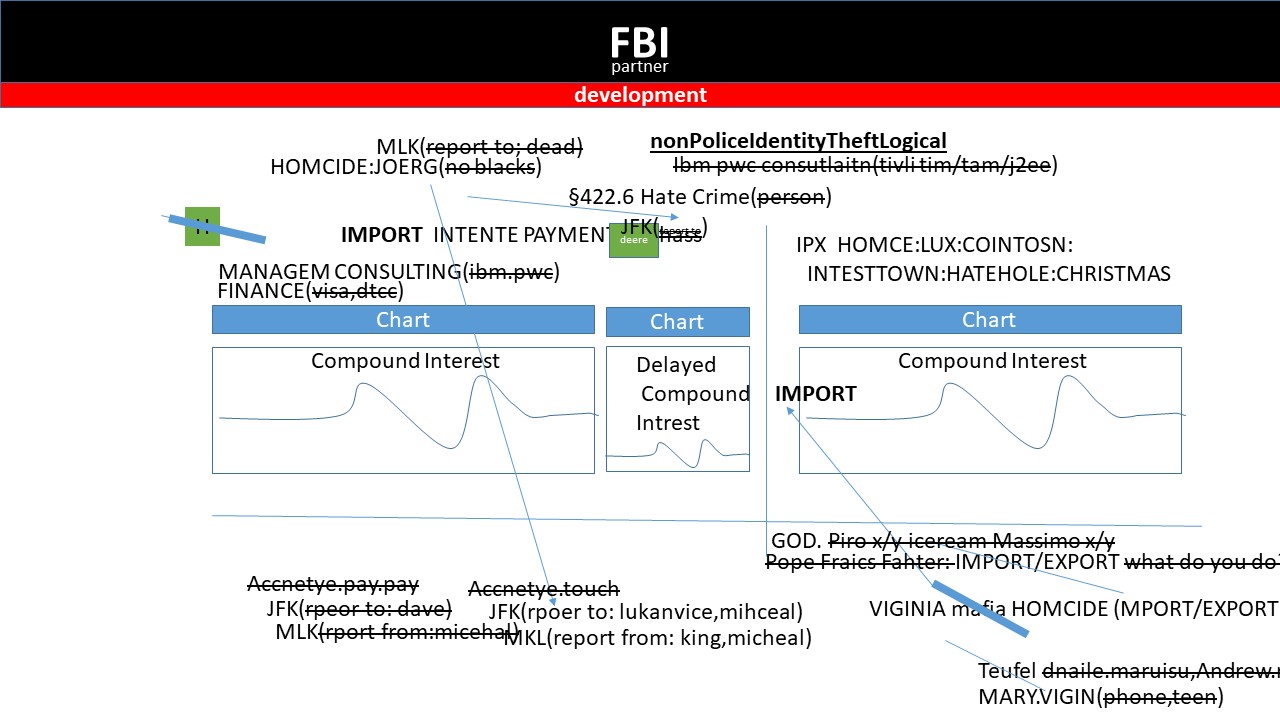 FBI
partner
development
MLK(report to; dead)
HOMCIDE:JOERG(no blacks)
nonPoliceIdentityTheftLogical
Ibm pwc consutlaitn(tivli tim/tam/j2ee)
§422.6 Hate Crime(person)
JFK(hass)
H
IMPORT INTENTE PAYMENT
deere
IPX HOMCE:LUX:COINTOSN:
INTESTTOWN:HATEHOLE:CHRISTMAS
MANAGEM CONSULTING(ibm.pwc)
FINANCE(visa,dtcc)
Chart
Chart
Chart
Compound Interest
Delayed
Compound
Intrest
IMPORT
Compound Interest
GOD. Piro x/y iceream Massimo x/y
Pope Fraics Fahter: IMPORT/EXPORT what do you do?
Accnetye.pay.pay
JFK(rpeor to: dave)
MLK(rport from:micehal)
Accnetye.touch
JFK(rpoer to: lukanvice,mihceal)
MKL(report from: king,micheal)
VIGINIA mafia HOMCIDE (MPORT/EXPORT
Teufel dnaile.maruisu,Andrew.
MARY.VIGIN(phone,teen)